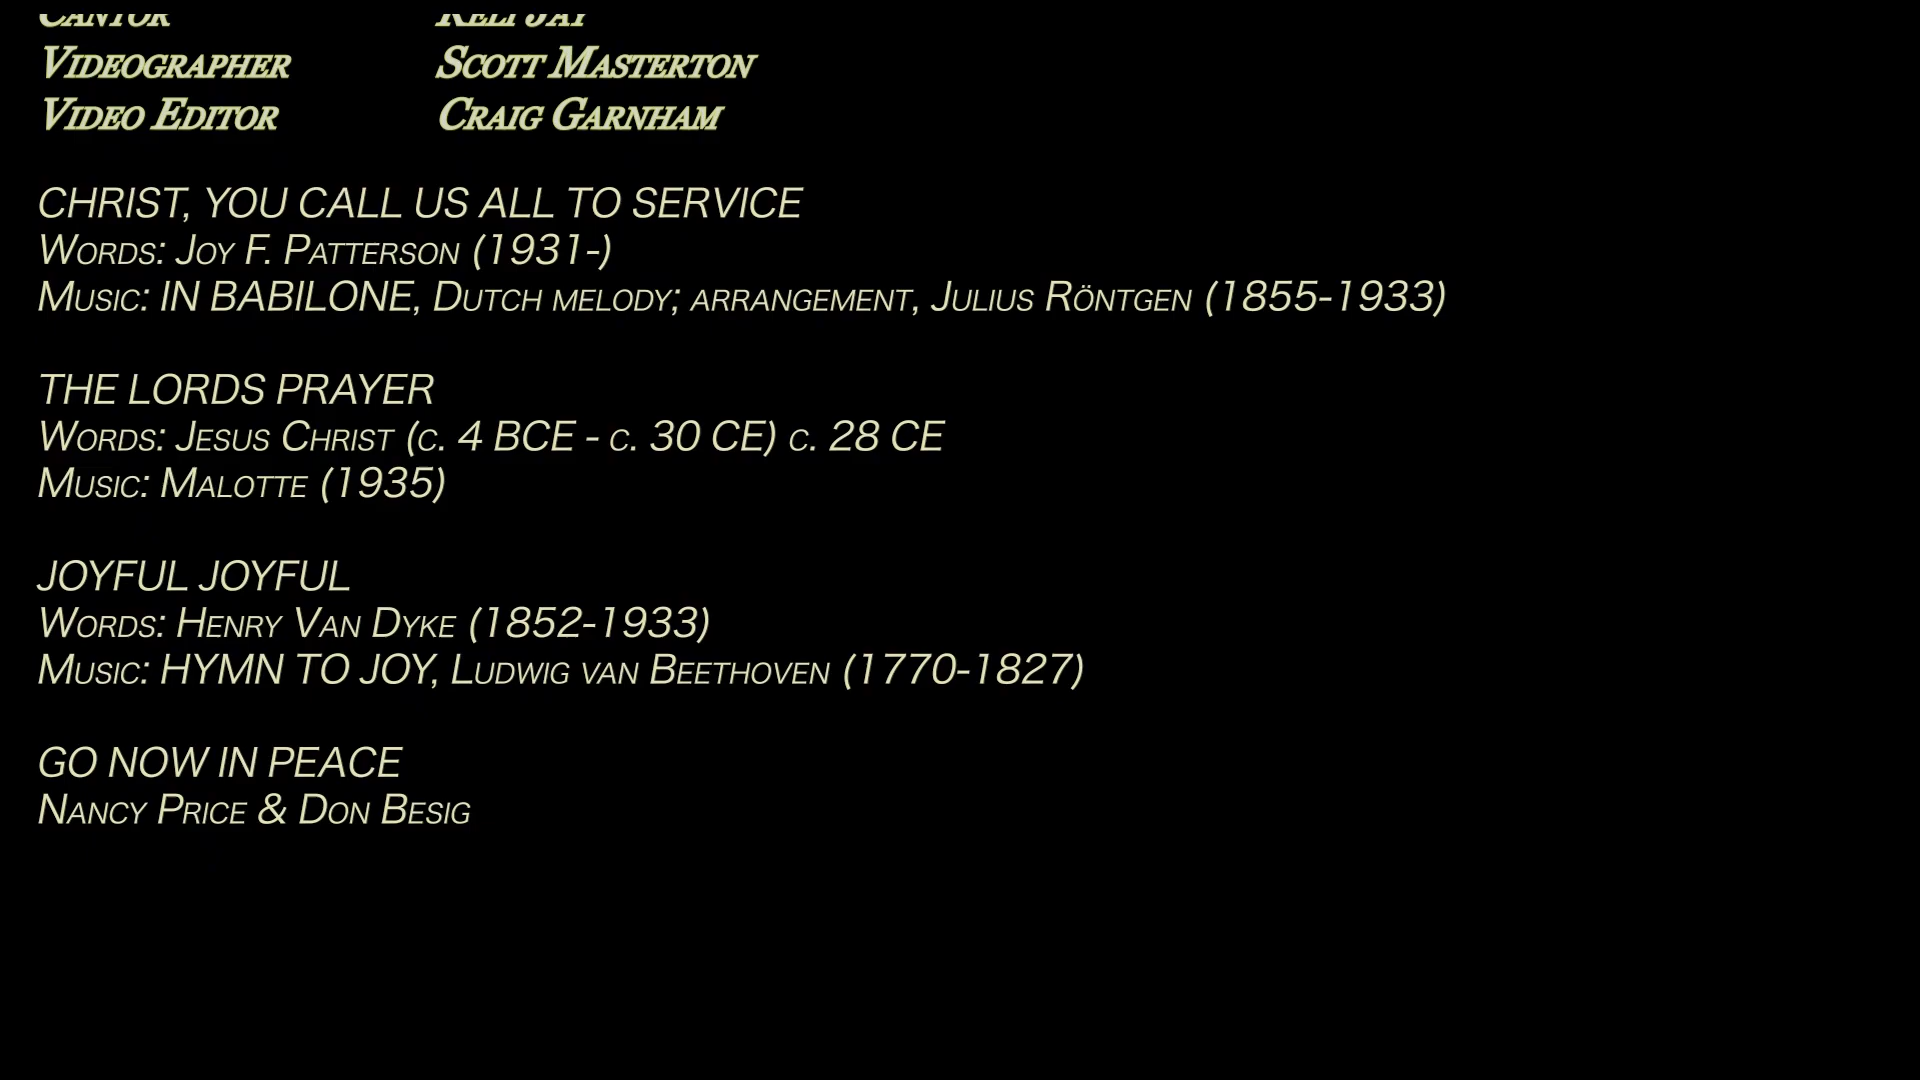 Cantor Keli Jay
Videographer Scott Masterton
Video Editor Craig Garnham
CHRIST, YOU CALL US ALL TO SERVICE
Words: Joy F. Patterson (1931-)
Music: IN BABILONE, Dutch melody; arrangement, Julius Röntgen (1855-1933)
THE LORDS PRAYER
Words: Jesus Christ (c. 4 BCE - c. 30 CE) c. 28 CE
Music: Malotte (1935)
JOYFUL JOYFUL
Words: Henry Van Dyke (1852-1933)
Music: HYMN TO JOY, Ludwig van Beethoven (1770-1827)
GO NOW IN PEACE
Nancy Price & Don Besig